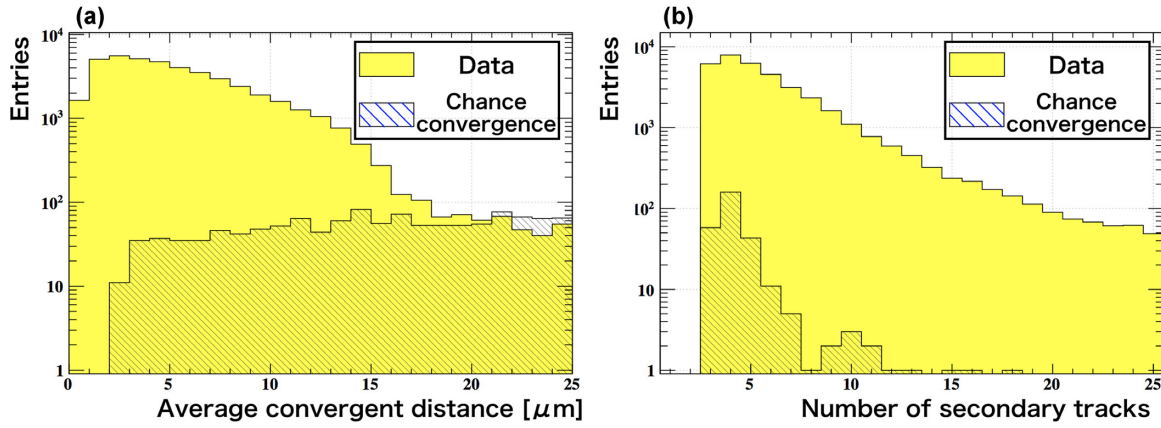 (a)
Entries
10⁴
10³
10²
10
1
0
5
10
15
20
25
Average convergent distance [μm]
Data
Chance
convergence
(b)
Entries
10⁴
10³
10²
10
1
5
10
15
20
25
Number of secondary tracks
Data
Chance
convergence